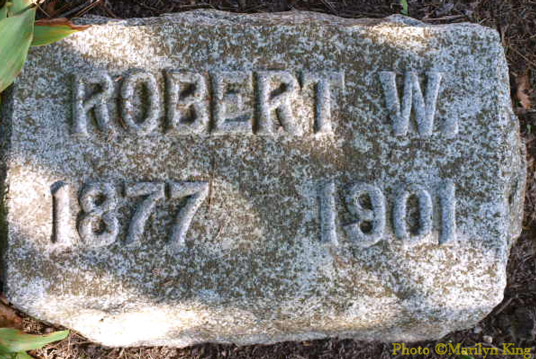 ROBERT W.
1877 1901
Photo ©Marilyn King